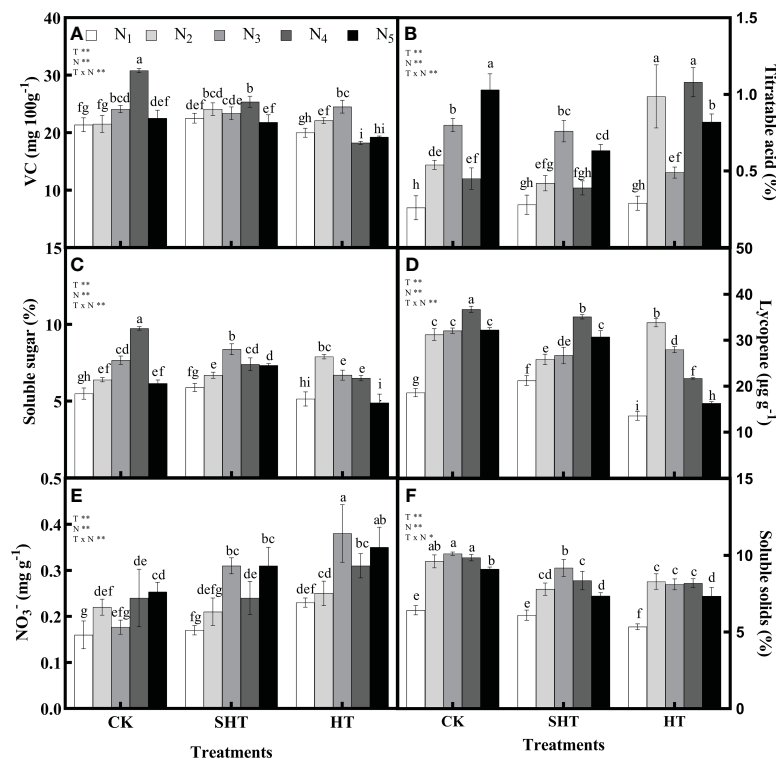 A N₁ N₂ N₃ N₄ N₅
T **
N **
T x N **
VC (mg 100g⁻¹)
40
30
20
10
fg fg bcd a def
def cde cde b ef
gh ef bc i hi
B
T **
N **
T x N **
Titratable acid (%)
1.5
1.0
0.5
h de b ef a
gh efg bc fgh cd
gh a ef a b
C
T **
N **
T x N **
Soluble sugar (%)
15
10
5
gh ef cd a ef
fg e b cd d
hi bc e e i
D
T **
N **
T x N **
Lycopene (μg g⁻¹)
50
40
30
20
10
g c c a c
f e de b c
i b d f h
E
T **
N **
T x N **
NO₃⁻ (mg g⁻¹)
0.5
0.4
0.3
0.2
0.1
0.0
g def efg de cd
fg defg bc de bc
de cd a bc ab
CK SHT HT
Treatments
F
T **
N **
T x N *
Soluble solids (%)
15
10
5
0
e ab a a b
e cd b c d
f c c c d
CK SHT HT
Treatments